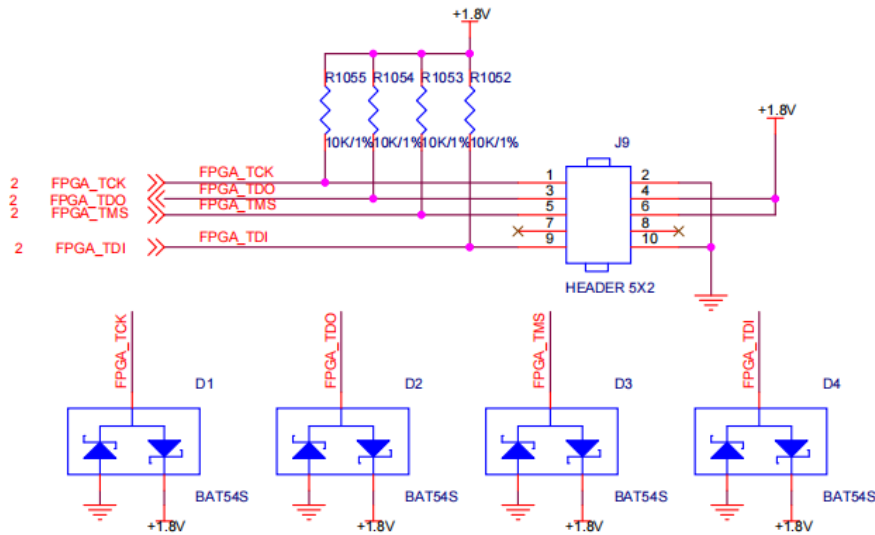 +1.8V
R1055 R1054 R1053 R1052
+1.8V
10K/1% 10K/1% 10K/1% 10K/1%
J9
2 FPGA_TCK FPGA_TCK 1 2
2 FPGA_TDO FPGA_TDO 3 4
2 FPGA_TMS FPGA_TMS 5 6
7 8
2 FPGA_TDI FPGA_TDI 9 10
HEADER 5X2
FPGA_TCK FPGA_TDO FPGA_TMS FPGA_TDI
D1 D2 D3 D4
BAT54S BAT54S BAT54S BAT54S
+1.8V +1.8V +1.8V +1.8V